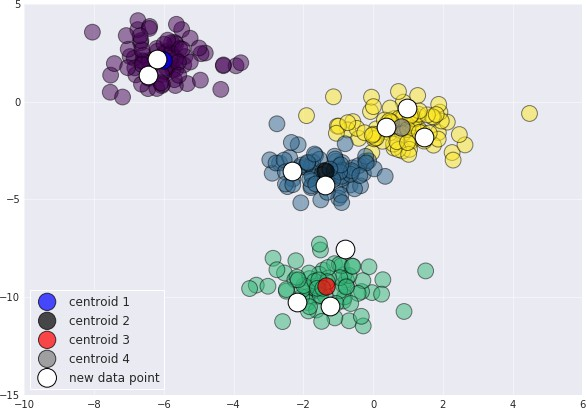 5
0
−5
−10
−15
centroid 1
centroid 2
centroid 3
centroid 4
new data point
−10 −8 −6 −4 −2 0 2 4 6